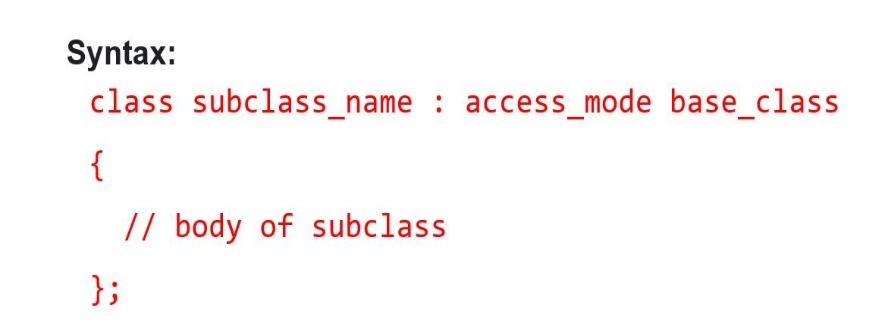 Syntax:
class subclass_name : access_mode base_class
{
// body of subclass
};